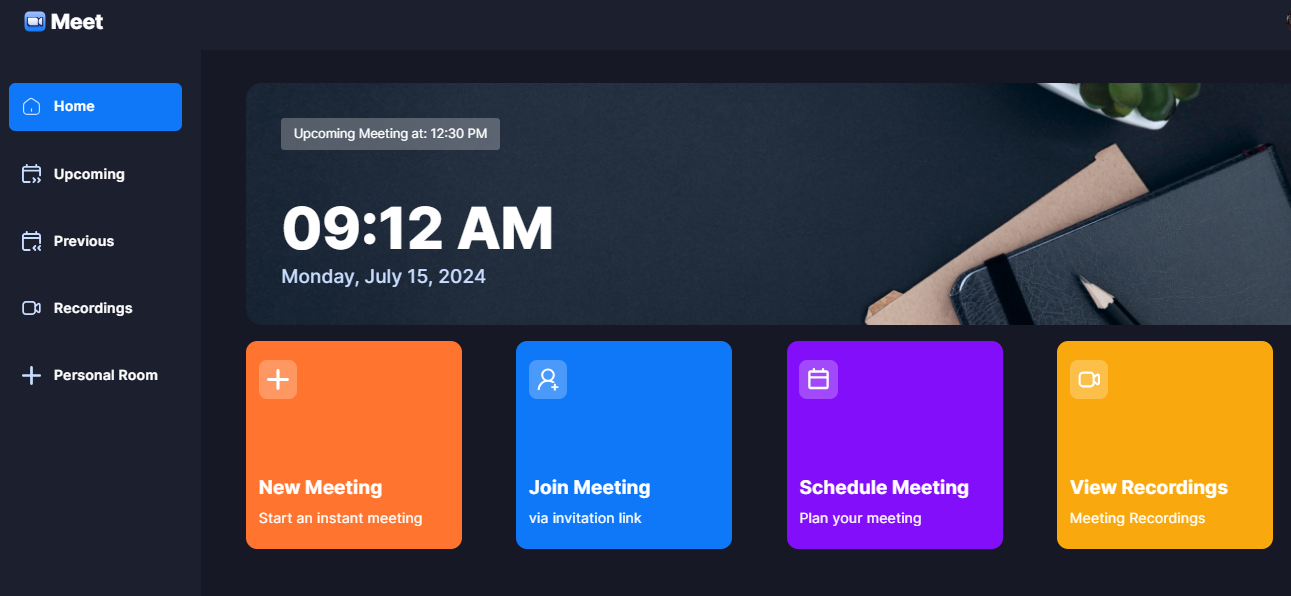 Meet
Home
Upcoming
Previous
Recordings
Personal Room
Upcoming Meeting at: 12:30 PM
09:12 AM
Monday, July 15, 2024
New Meeting
Start an instant meeting
Join Meeting
via invitation link
Schedule Meeting
Plan your meeting
View Recordings
Meeting Recordings